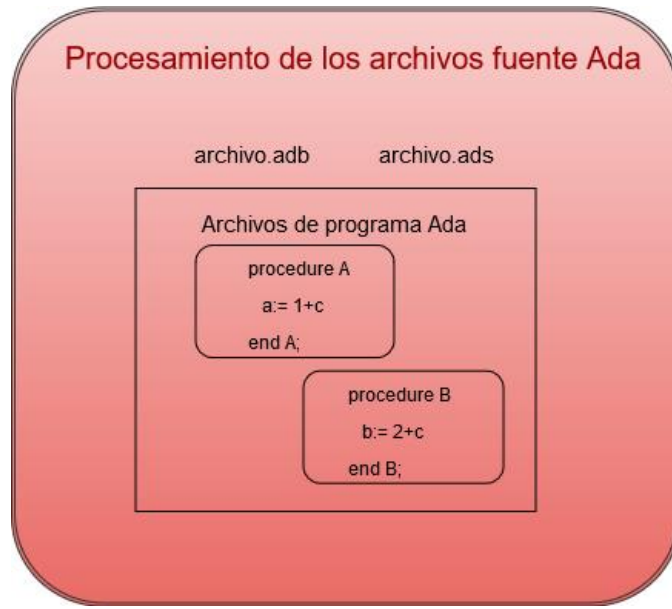 Procesamiento de los archivos fuente Ada
archivo.adb archivo.ads
Archivos de programa Ada
procedure A
a:= 1+c
end A;
procedure B
b:= 2+c
end B;